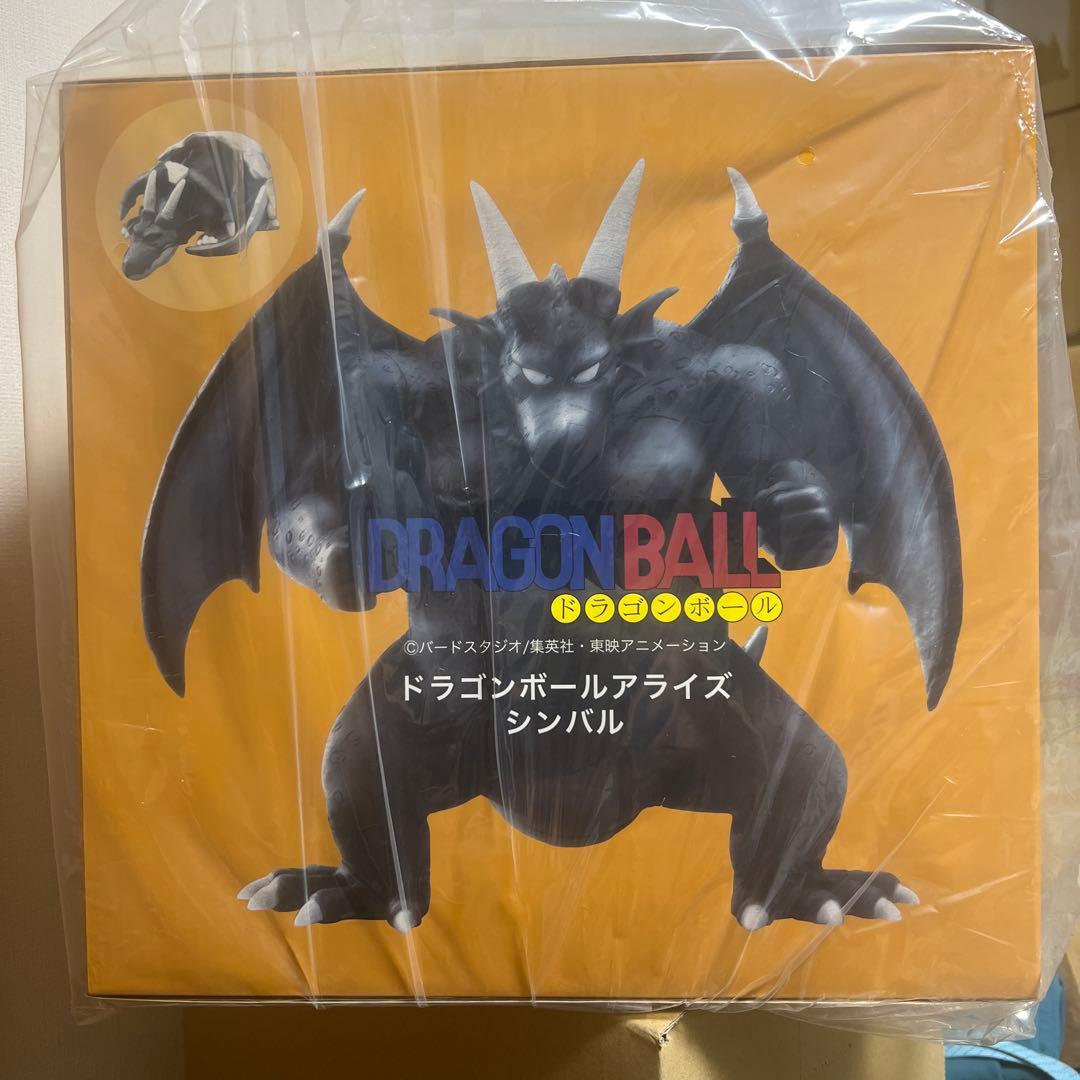 DRAGON BALL
ドラゴンボール
©バードスタジオ/集英社・東映アニメーション
ドラゴンボールアライズ
シンバル